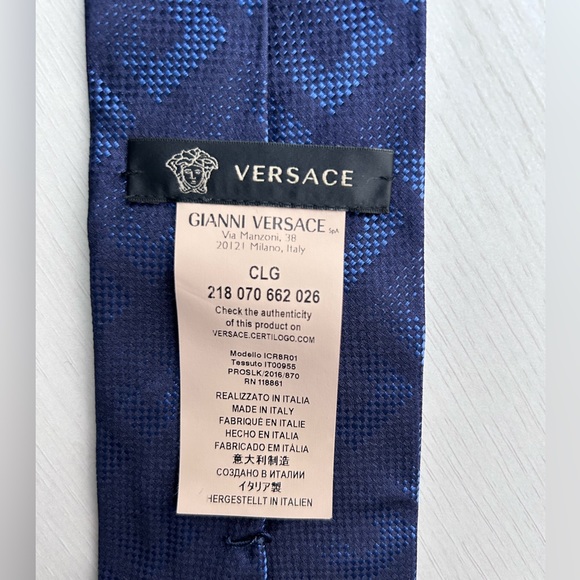 VERSACE
GIANNI VERSACE SpA
Via Manzoni, 38
20121 Milano, Italy
CLG
218 070 662 026
Check the authenticity
of this product on
VERSACE.CERTILOGO.COM
Modello ICR8R01
Tessuto IT00955
PROSLK/2016/870
RN 118861
REALIZZATO IN ITALIA
MADE IN ITALY
FABRIQUÉ EN ITALIE
HECHO EN ITALIA
FABRICADO EM ITÁLIA
意大利制造
СОЗДАНО В ИТАЛИИ
イタリア製
HERGESTELLT IN ITALIEN